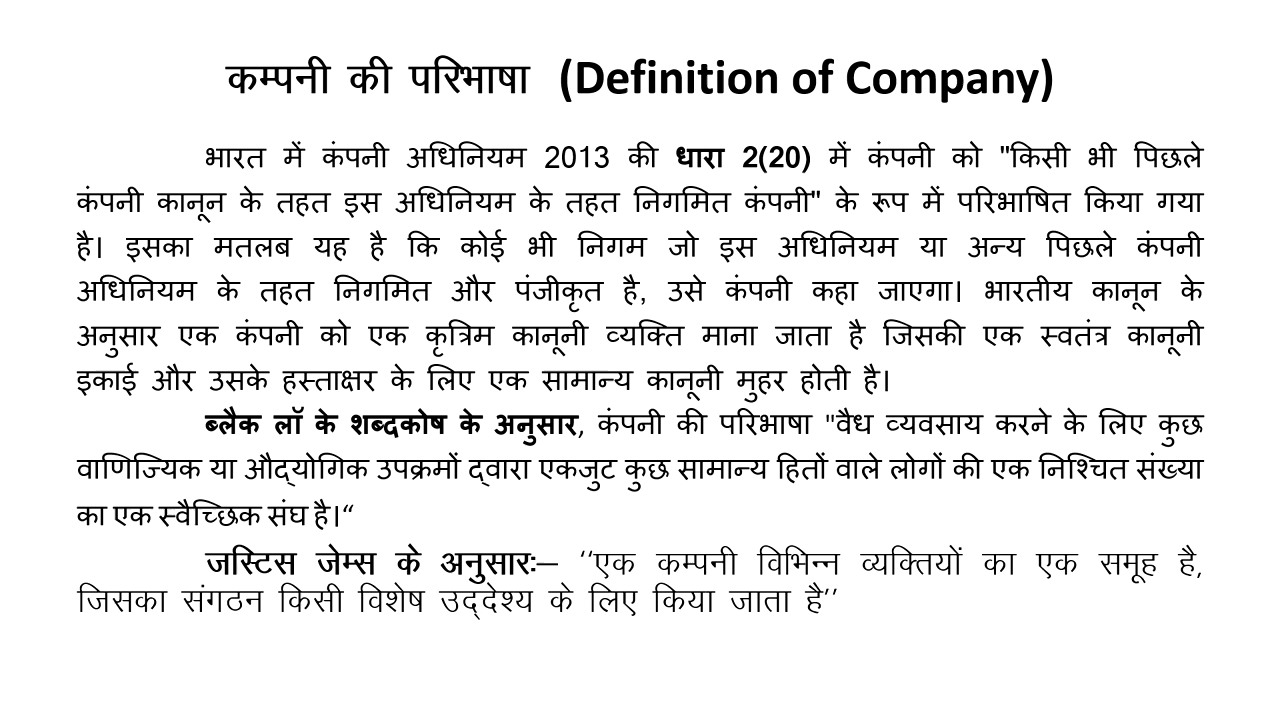 कम्पनी की परिभाषा (Definition of Company)
भारत में कंपनी अधिनियम 2013 की धारा 2(20) में कंपनी को "किसी भी पिछले
कंपनी कानून के तहत इस अधिनियम के तहत निगमित कंपनी" के रूप में परिभाषित किया गया
है। इसका मतलब यह है कि कोई भी निगम जो इस अधिनियम या अन्य पिछले कंपनी
अधिनियम के तहत निगमित और पंजीकृत है, उसे कंपनी कहा जाएगा। भारतीय कानून के
अनुसार एक कंपनी को एक कृत्रिम कानूनी व्यक्ति माना जाता है जिसकी एक स्वतंत्र कानूनी
इकाई और उसके हस्ताक्षर के लिए एक सामान्य कानूनी मुहर होती है।
ब्लैक लॉ के शब्दकोष के अनुसार, कंपनी की परिभाषा "वैध व्यवसाय करने के लिए कुछ
वाणिज्यिक या औद्योगिक उपक्रमों द्वारा एकजुट कुछ सामान्य हितों वाले लोगों की एक निश्चित संख्या
का एक स्वैच्छिक संघ है।“
जस्टिस जेम्स के अनुसारः– ‘‘एक कम्पनी विभिन्न व्यक्तियों का एक समूह है,
जिसका संगठन किसी विशेष उद्देश्य के लिए किया जाता है’’